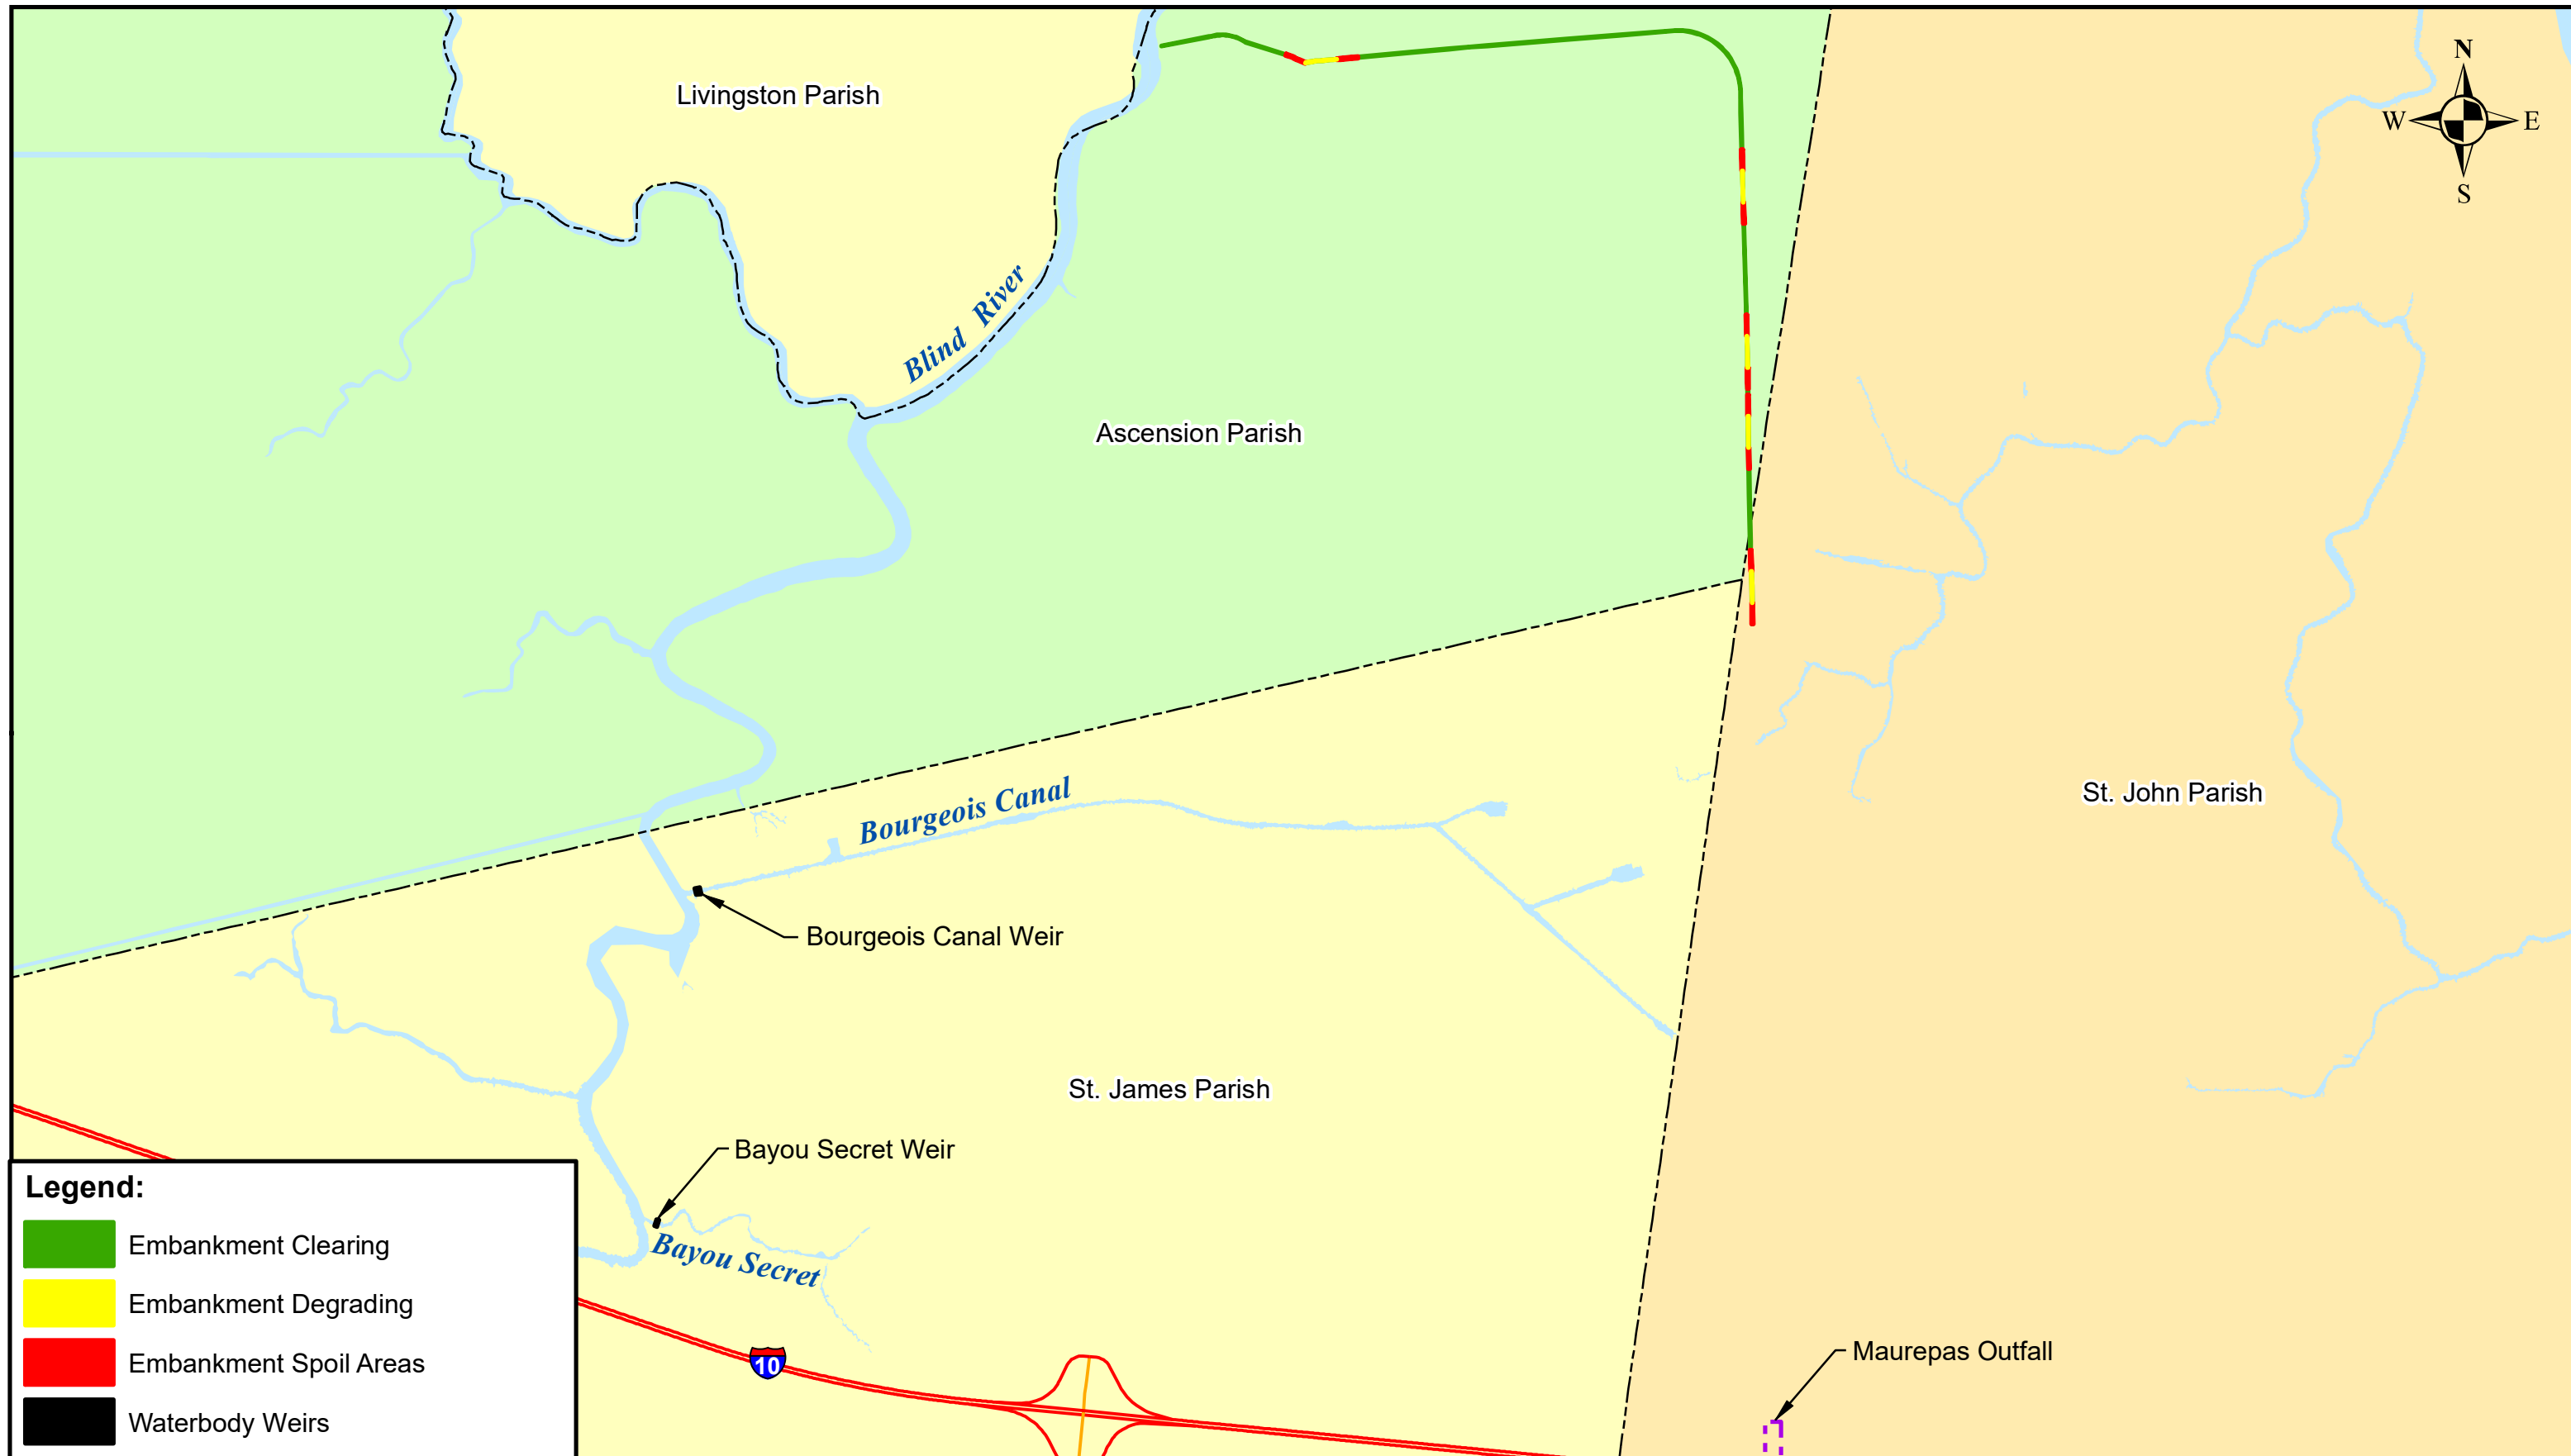 N
Livingston Parish
W
E
S
Blind River
Ascension Parish
St. John Parish
Bourgeois Canal
Bourgeois Canal Weir
St. James Parish
Bayou Secret Weir
Legend:
Embankment Clearing
Bayou Secret
Embankment Degrading
Maurepas Outfall
Embankment Spoil Areas
10
Waterbody Weirs